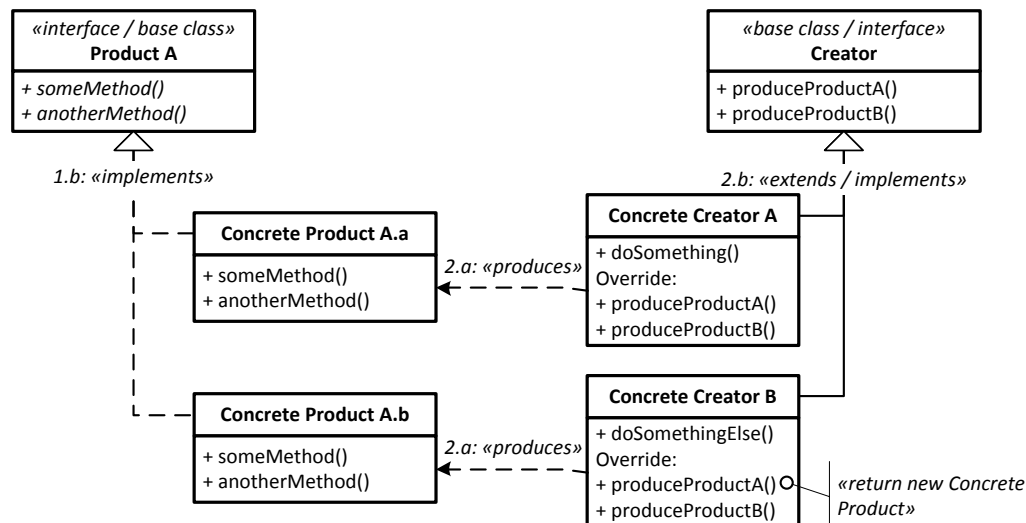 «interface / base class»
Product A
+ someMethod()
+ anotherMethod()
«base class / interface»
Creator
+ produceProductA()
+ produceProductB()
1.b: «implements»
2.b: «extends / implements»
Concrete Product A.a
+ someMethod()
+ anotherMethod()
2.a: «produces»
Concrete Creator A
+ doSomething()
Override:
+ produceProductA()
+ produceProductB()
Concrete Product A.b
+ someMethod()
+ anotherMethod()
2.a: «produces»
Concrete Creator B
+ doSomethingElse()
Override:
+ produceProductA()
+ produceProductB()
«return new Concrete
Product»